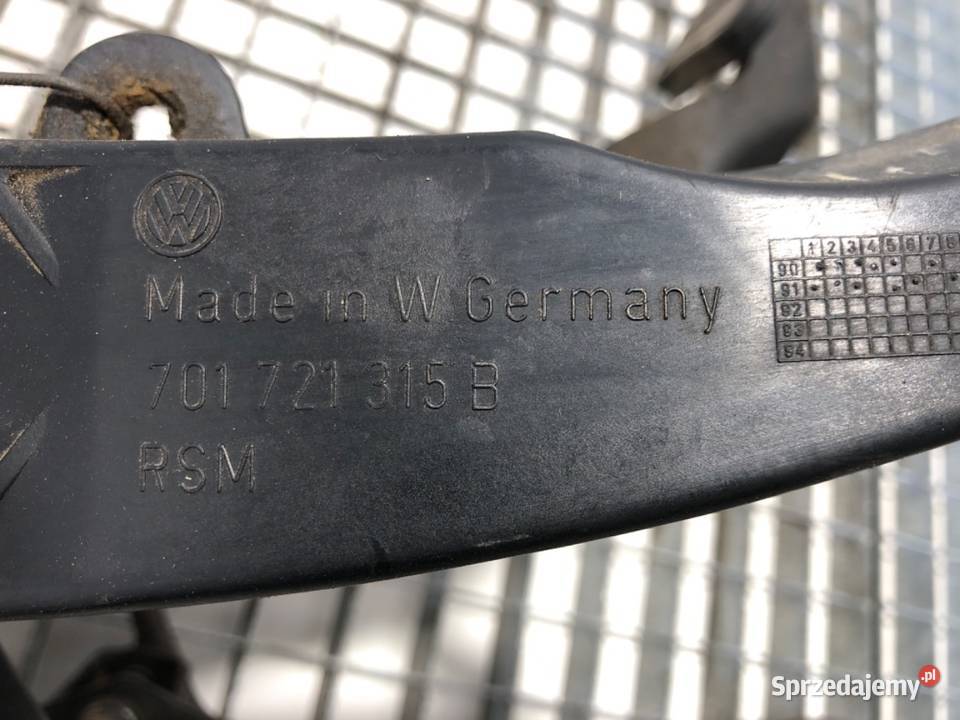 VW
Made in W Germany
701 721 315 B
RSM
1 2 3 4 5 6 7 8
90
91
92
93
94
Sprzedajemy.pl